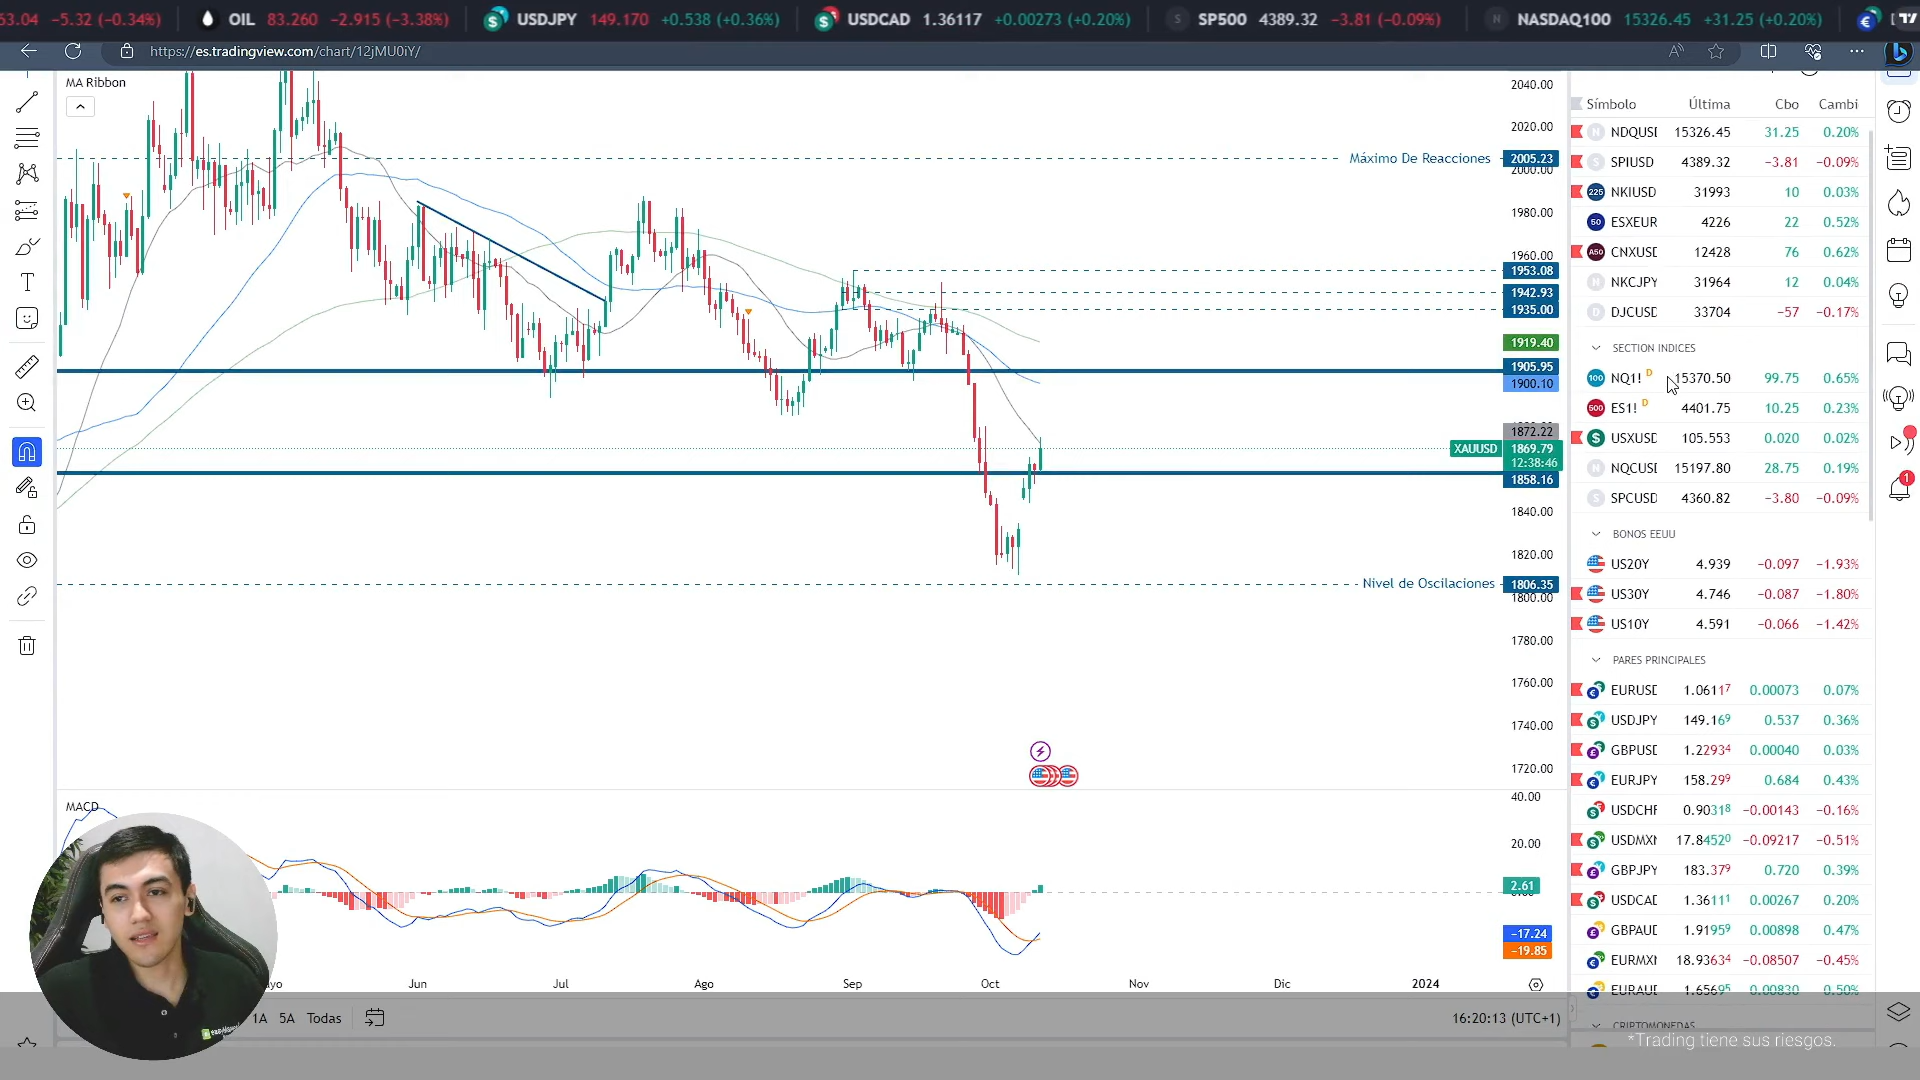 53.04 −5.32 (−0.34%) OIL 83.260 −2.915 (−3.38%) USDJPY 149.170 +0.538 (+0.36%) USDCAD 1.36117 +0.00273 (+0.20%) S SP500 4389.32 −3.81 (−0.09%) N NASDAQ100 15326.45 +31.25 (+0.20%)
https://es.tradingview.com/chart/12jMU0iY/
MA Ribbon
2040.00
2020.00
Máximo De Reacciones 2005.23
2000.00
1980.00
1960.00
1953.08
1942.93
1935.00
1919.40
1905.95
1900.10
1872.22
XAUUSD 1869.79
12:38:46
1858.16
1840.00
1820.00
Nivel de Oscilaciones 1806.35
1800.00
1780.00
1760.00
1740.00
1720.00
MACD
40.00
20.00
2.61
−17.24
−19.85
ayo Jun Jul Ago Sep Oct Nov Dic 2024
1A 5A Todas
16:20:13 (UTC+1)
Símbolo Última Cbo Cambi
N NDQUSD 15326.45 31.25 0.20%
S SPIUSD 4389.32 −3.81 −0.09%
225 NKIUSD 31993 10 0.03%
50 ESXEUR 4226 22 0.52%
A50 CNXUSD 12428 76 0.62%
N NKCJPY 31964 12 0.04%
D DJCUSD 33704 −57 −0.17%
SECTION INDICES
100 NQ1! D 15370.50 99.75 0.65%
500 ES1! D 4401.75 10.25 0.23%
USXUSD 105.553 0.020 0.02%
N NQCUSD 15197.80 28.75 0.19%
S SPCUSD 4360.82 −3.80 −0.09%
BONOS EEUU
US20Y 4.939 −0.097 −1.93%
US30Y 4.746 −0.087 −1.80%
US10Y 4.591 −0.066 −1.42%
PARES PRINCIPALES
EURUSD 1.06117 0.00073 0.07%
USDJPY 149.169 0.537 0.36%
GBPUSD 1.22934 0.00040 0.03%
EURJPY 158.299 0.684 0.43%
USDCHF 0.90318 −0.00143 −0.16%
USDMXN 17.84520 −0.09217 −0.51%
GBPJPY 183.379 0.720 0.39%
USDCAD 1.36111 0.00267 0.20%
GBPAUD 1.91959 0.00898 0.47%
EURMXN 18.93634 −0.08507 −0.45%
EURAUD 1.65695 0.00830 0.50%
CRIPTOMONEDAS
*Trading tiene sus riesgos.
1